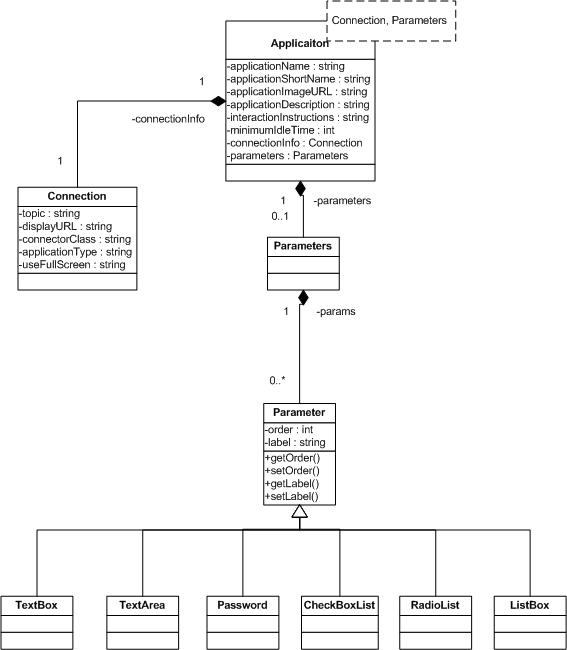 Connection, Parameters
Applicaiton
-applicationName : string
-applicationShortName : string
-applicationImageURL : string
-applicationDescription : string
-interactionInstructions : string
-minimumIdleTime : int
-connectionInfo : Connection
-parameters : Parameters
1
-connectionInfo
1
Connection
-topic : string
-displayURL : string
-connectorClass : string
-applicationType : string
-useFullScreen : string
1
-parameters
0..1
Parameters
1
-params
0..*
Parameter
-order : int
-label : string
+getOrder()
+setOrder()
+getLabel()
+setLabel()
TextBox
TextArea
Password
CheckBoxList
RadioList
ListBox